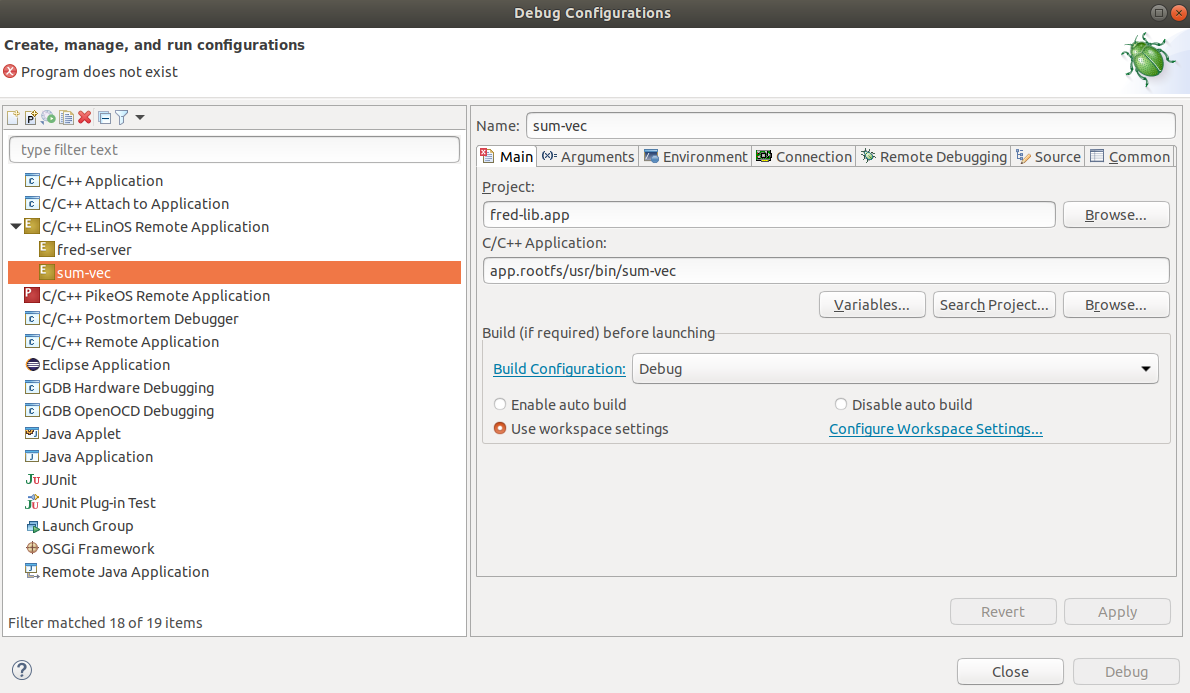 Debug Configurations
Create, manage, and run configurations
Program does not exist
type filter text
C/C++ Application
C/C++ Attach to Application
C/C++ ELinOS Remote Application
fred-server
sum-vec
C/C++ PikeOS Remote Application
C/C++ Postmortem Debugger
C/C++ Remote Application
Eclipse Application
GDB Hardware Debugging
GDB OpenOCD Debugging
Java Applet
Java Application
JUnit
JUnit Plug-in Test
Launch Group
OSGi Framework
Remote Java Application
Filter matched 18 of 19 items
Name: sum-vec
Main Arguments Environment Connection Remote Debugging Source Common
Project:
fred-lib.app Browse...
C/C++ Application:
app.rootfs/usr/bin/sum-vec
Variables... Search Project... Browse...
Build (if required) before launching
Build Configuration: Debug
Enable auto build Disable auto build
Use workspace settings Configure Workspace Settings...
Revert Apply
Close Debug